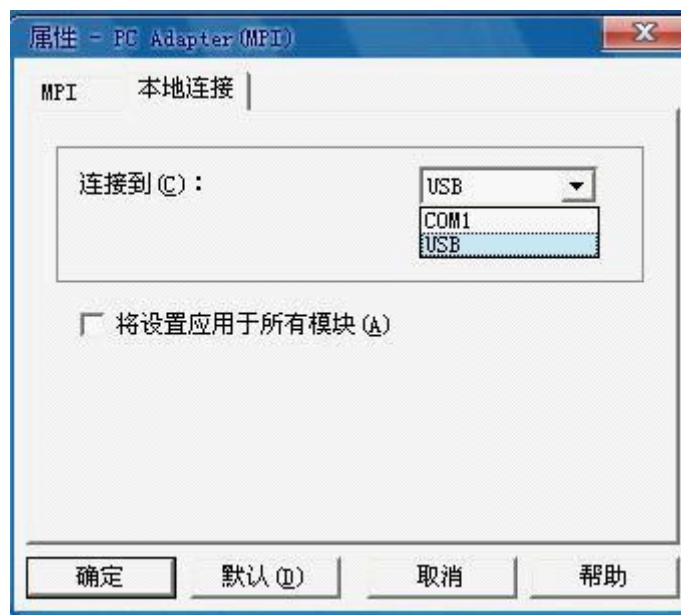 属性 - PC Adapter(MPI)
MPI 本地连接
连接到(C)： USB
COM1
USB
将设置应用于所有模块(A)
确定 默认(D) 取消 帮助